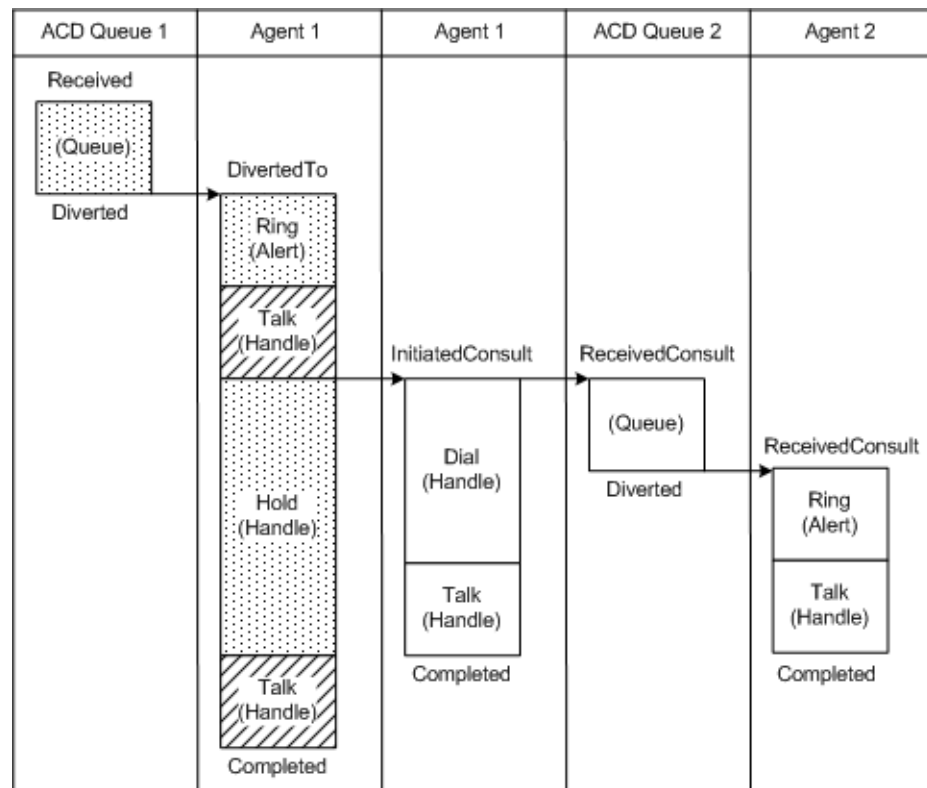 ACD Queue 1
Agent 1
Agent 1
ACD Queue 2
Agent 2
Received
(Queue)
Diverted
DivertedTo
Ring
(Alert)
Talk
(Handle)
Hold
(Handle)
Talk
(Handle)
Completed
InitiatedConsult
Dial
(Handle)
Talk
(Handle)
Completed
ReceivedConsult
(Queue)
Diverted
ReceivedConsult
Ring
(Alert)
Talk
(Handle)
Completed